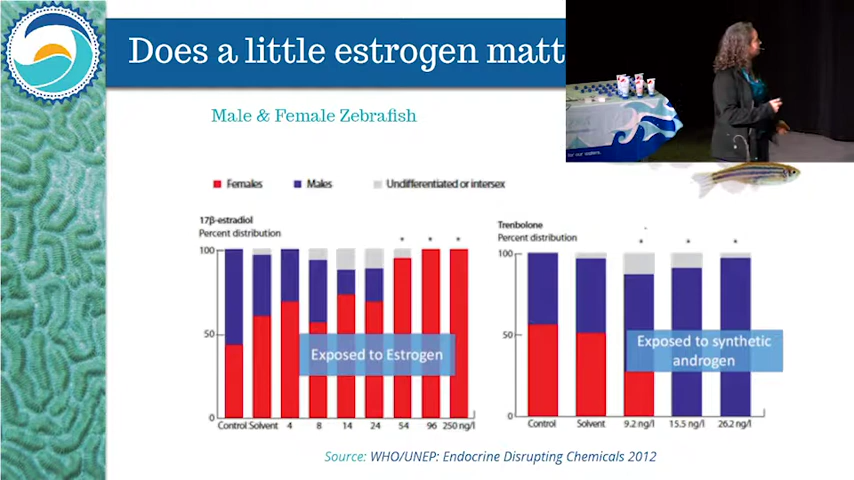 Does a little estrogen matt
Male & Female Zebrafish
Females
Males
Undifferentiated or intersex
17β-estradiol
Percent distribution
100
50
0
* * *
Control Solvent 4 8 14 24 54 96 250 ng/l
Exposed to Estrogen
Trenbolone
Percent distribution
100
50
0
* * *
Control Solvent 9.2 ng/l 15.5 ng/l 26.2 ng/l
Exposed to synthetic
androgen
Source: WHO/UNEP: Endocrine Disrupting Chemicals 2012